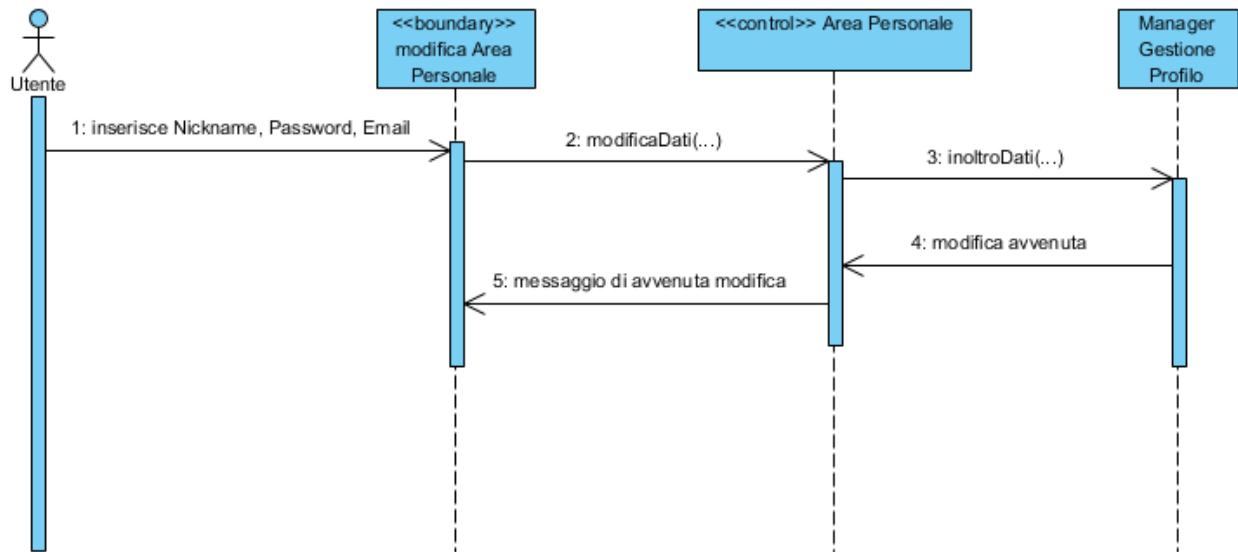 Utente
<<boundary>>
modifica Area
Personale
<<control>> Area Personale
Manager
Gestione
Profilo
1: inserisce Nickname, Password, Email
2: modificaDati(...)
3: inoltroDati(...)
4: modifica avvenuta
5: messaggio di avvenuta modifica